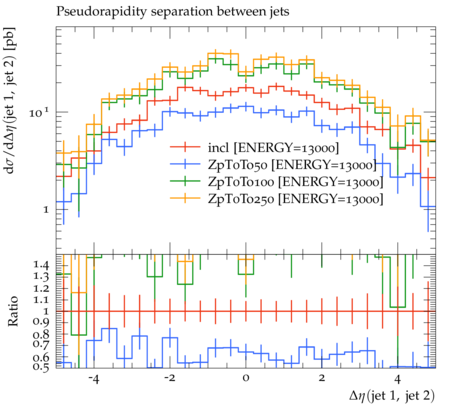 Pseudorapidity separation between jets
dσ/dΔη(jet 1, jet 2) [pb]
10¹
1
incl [ENERGY=13000]
ZpToTo50 [ENERGY=13000]
ZpToTo100 [ENERGY=13000]
ZpToTo250 [ENERGY=13000]
Ratio
1.4
1.3
1.2
1.1
1
0.9
0.8
0.7
0.6
0.5
-4 -2 0 2 4
Δη(jet 1, jet 2)